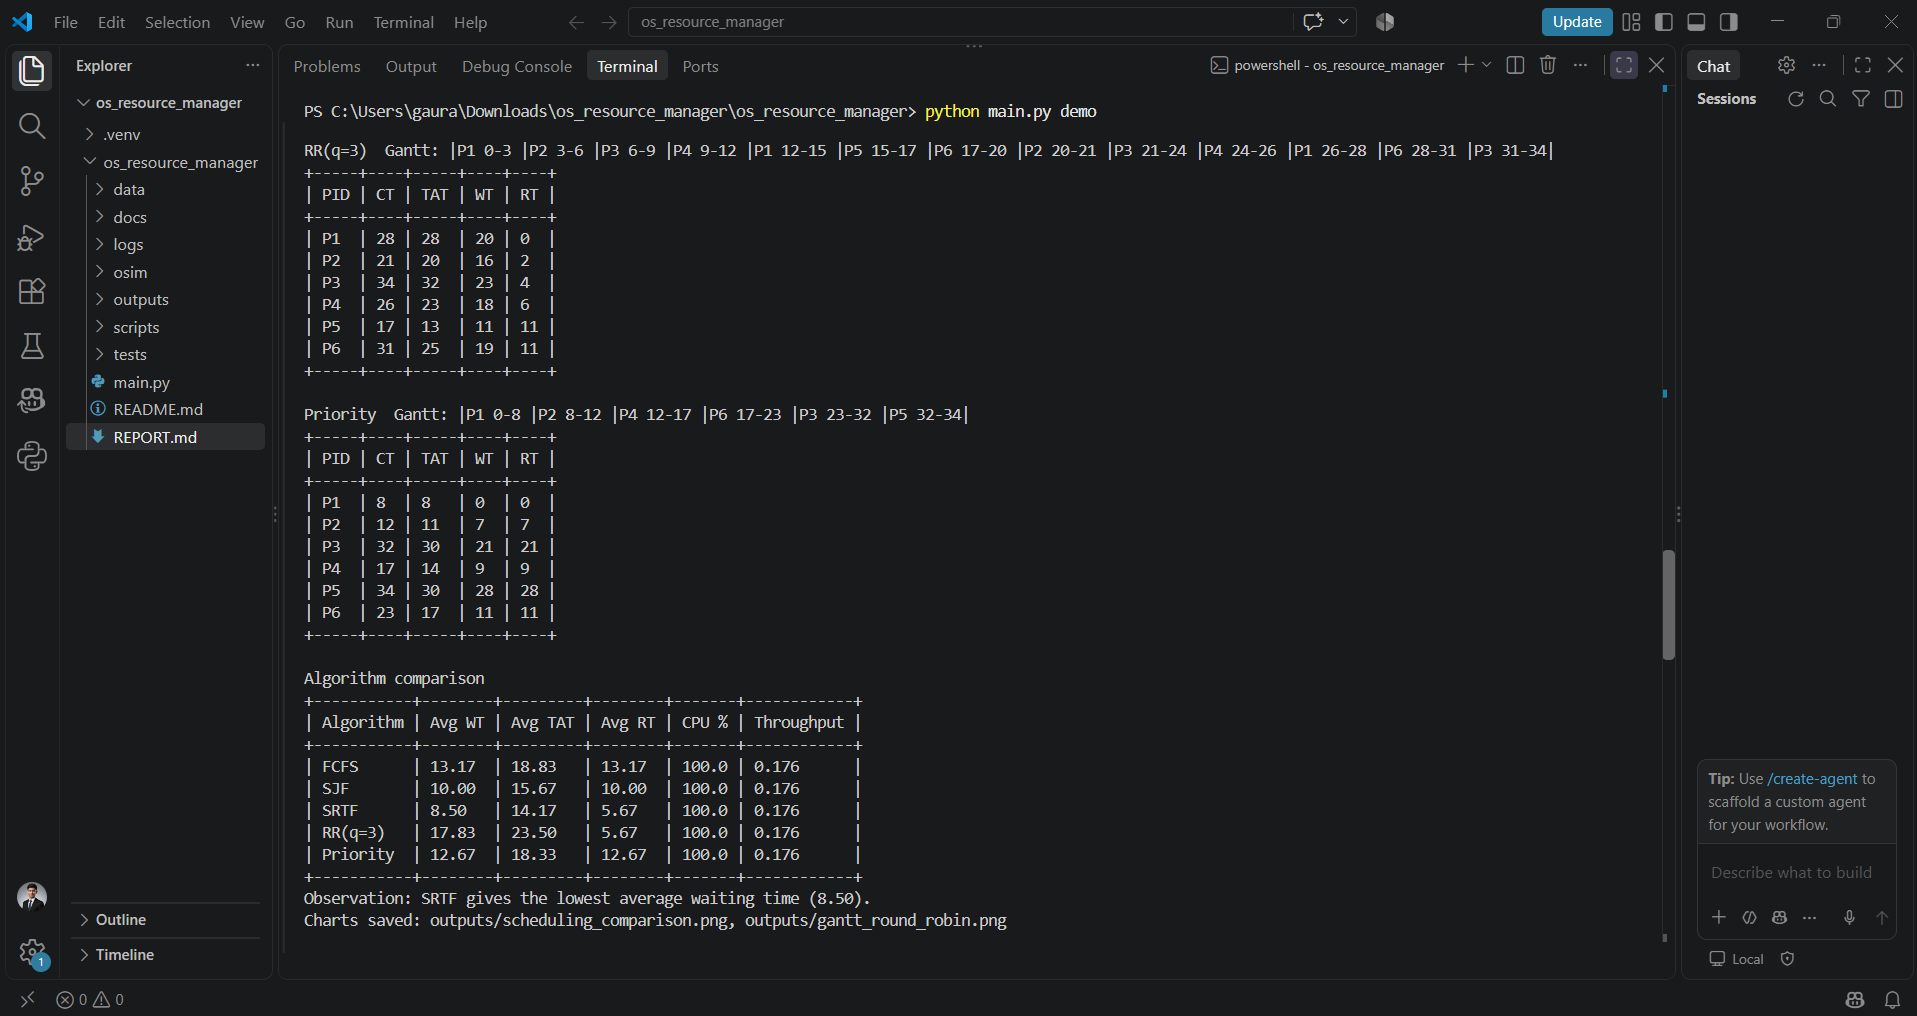 File Edit Selection View Go Run Terminal Help
os_resource_manager
Update
Explorer
os_resource_manager
.venv
os_resource_manager
data
docs
logs
osim
outputs
scripts
tests
main.py
README.md
REPORT.md
Outline
Timeline
1
Problems Output Debug Console Terminal Ports
powershell - os_resource_manager
PS C:\Users\gaura\Downloads\os_resource_manager\os_resource_manager> python main.py demo
RR(q=3)  Gantt: |P1 0-3 |P2 3-6 |P3 6-9 |P4 9-12 |P1 12-15 |P5 15-17 |P6 17-20 |P2 20-21 |P3 21-24 |P4 24-26 |P1 26-28 |P6 28-31 |P3 31-34|
+-----+----+-----+----+----+
| PID | CT | TAT | WT | RT |
+-----+----+-----+----+----+
| P1  | 28 | 28  | 20 | 0  |
| P2  | 21 | 20  | 16 | 2  |
| P3  | 34 | 32  | 23 | 4  |
| P4  | 26 | 23  | 18 | 6  |
| P5  | 17 | 13  | 11 | 11 |
| P6  | 31 | 25  | 19 | 11 |
+-----+----+-----+----+----+
Priority  Gantt: |P1 0-8 |P2 8-12 |P4 12-17 |P6 17-23 |P3 23-32 |P5 32-34|
+-----+----+-----+----+----+
| PID | CT | TAT | WT | RT |
+-----+----+-----+----+----+
| P1  | 8  | 8   | 0  | 0  |
| P2  | 12 | 11  | 7  | 7  |
| P3  | 32 | 30  | 21 | 21 |
| P4  | 17 | 14  | 9  | 9  |
| P5  | 34 | 30  | 28 | 28 |
| P6  | 23 | 17  | 11 | 11 |
+-----+----+-----+----+----+
Algorithm comparison
+-----------+--------+---------+--------+-------+------------+
| Algorithm | Avg WT | Avg TAT | Avg RT | CPU % | Throughput |
+-----------+--------+---------+--------+-------+------------+
| FCFS      | 13.17  | 18.83   | 13.17  | 100.0 | 0.176      |
| SJF       | 10.00  | 15.67   | 10.00  | 100.0 | 0.176      |
| SRTF      | 8.50   | 14.17   | 5.67   | 100.0 | 0.176      |
| RR(q=3)   | 17.83  | 23.50   | 5.67   | 100.0 | 0.176      |
| Priority  | 12.67  | 18.33   | 12.67  | 100.0 | 0.176      |
+-----------+--------+---------+--------+-------+------------+
Observation: SRTF gives the lowest average waiting time (8.50).
Charts saved: outputs/scheduling_comparison.png, outputs/gantt_round_robin.png
Chat
Sessions
Tip: Use /create-agent to
scaffold a custom agent
for your workflow.
Describe what to build
Local
0 0